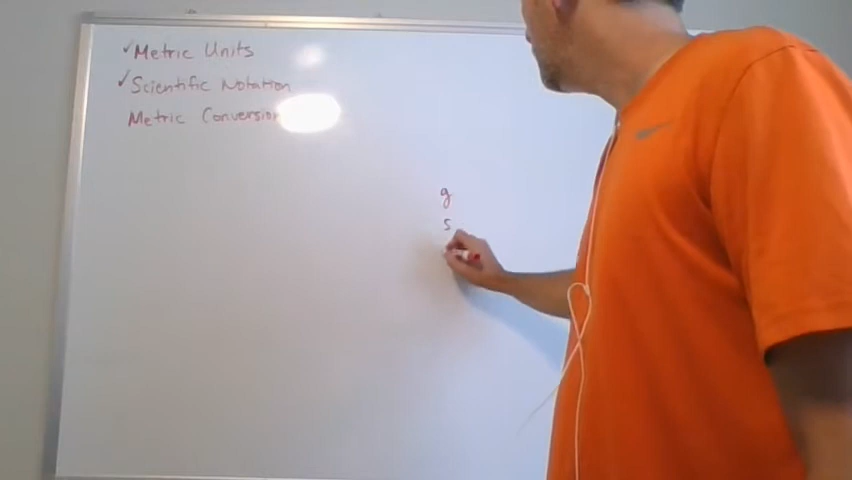 ✓Metric Units
✓Scientific Notation
Metric Conversion
g
s